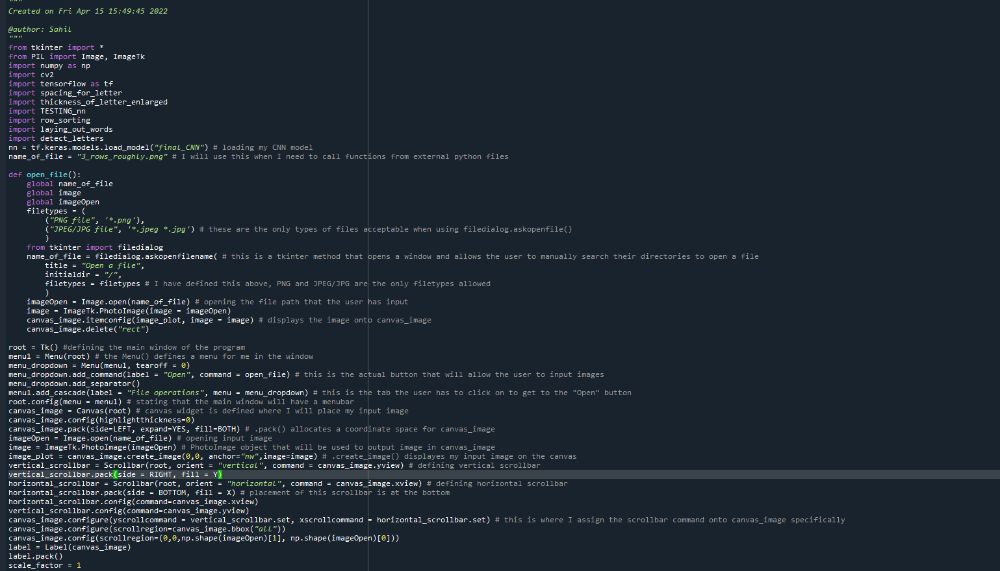 """
Created on Fri Apr 15 15:49:45 2022

@author: Sahil
"""
from tkinter import *
from PIL import Image, ImageTk
import numpy as np
import cv2
import tensorflow as tf
import spacing_for_letter
import thickness_of_letter_enlarged
import TESTING_nn
import row_sorting
import laying_out_words
import detect_letters
nn = tf.keras.models.load_model("final_CNN") # loading my CNN model
name_of_file = "3_rows_roughly.png" # I will use this when I need to call functions from external python files

def open_file():
    global name_of_file
    global image
    global imageOpen
    filetypes = (
        ("PNG file", '*.png'),
        ("JPEG/JPG file", '*.jpeg *.jpg') # these are the only types of files acceptable when using filedialog.askopenfile()
        )
    from tkinter import filedialog
    name_of_file = filedialog.askopenfilename( # this is a tkinter method that opens a window and allows the user to manually search their directories to open a file
        title = "Open a file",
        initialdir = "/",
        filetypes = filetypes # I have defined this above, PNG and JPEG/JPG are the only filetypes allowed
        )
    imageOpen = Image.open(name_of_file) # opening the file path that the user has input
    image = ImageTk.PhotoImage(image = imageOpen)
    canvas_image.itemconfig(image_plot, image = image) # displays the image onto canvas_image
    canvas_image.delete("rect")

root = Tk() #defining the main window of the program
menu1 = Menu(root) # the Menu() defines a menu for me in the window
menu_dropdown = Menu(menu1, tearoff = 0)
menu_dropdown.add_command(label = "Open", command = open_file) # this is the actual button that will allow the user to input images
menu_dropdown.add_separator()
menu1.add_cascade(label = "File operations", menu = menu_dropdown) # this is the tab the user has to click on to get to the "Open" button
root.config(menu = menu1) # stating that the main window will have a menubar
canvas_image = Canvas(root) # canvas widget is defined where I will place my input image
canvas_image.config(highlightthickness=0)
canvas_image.pack(side=LEFT, expand=YES, fill=BOTH) # .pack() allocates a coordinate space for canvas_image
imageOpen = Image.open(name_of_file) # opening input image
image = ImageTk.PhotoImage(imageOpen) # PhotoImage object that will be used to output image in canvas_image
image_plot = canvas_image.create_image(0,0, anchor="nw",image=image) # .create_image() displayes my input image on the canvas
vertical_scrollbar = Scrollbar(root, orient = "vertical", command = canvas_image.yview) # defining vertical scrollbar
vertical_scrollbar.pack(side = RIGHT, fill = Y)
horizontal_scrollbar = Scrollbar(root, orient = "horizontal", command = canvas_image.xview) # defining horizontal scrollbar
horizontal_scrollbar.pack(side = BOTTOM, fill = X) # placement of this scrollbar is at the bottom
horizontal_scrollbar.config(command=canvas_image.xview)
vertical_scrollbar.config(command=canvas_image.yview)
canvas_image.configure(yscrollcommand = vertical_scrollbar.set, xscrollcommand = horizontal_scrollbar.set) # this is where I assign the scrollbar command onto canvas_image specifically
canvas_image.configure(scrollregion=canvas_image.bbox("all"))
canvas_image.config(scrollregion=(0,0,np.shape(imageOpen)[1], np.shape(imageOpen)[0]))
label = Label(canvas_image)
label.pack()
scale_factor = 1